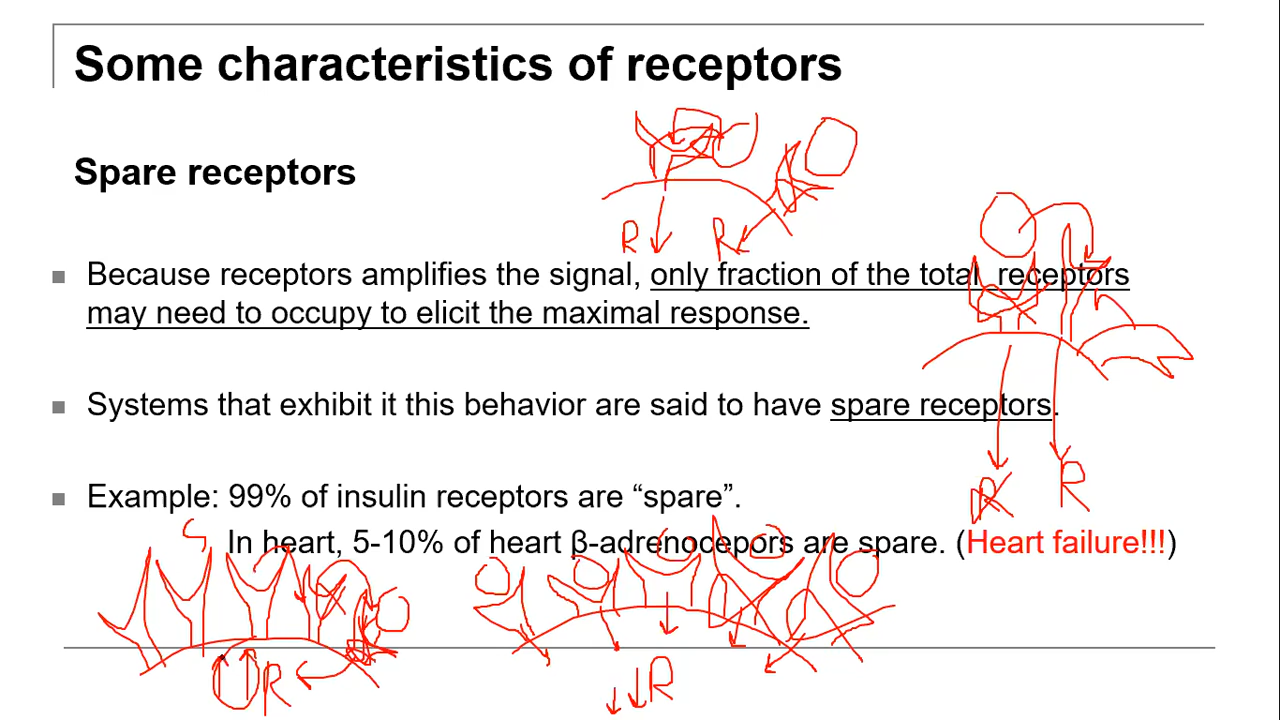 Some characteristics of receptors
Spare receptors
R
R
Because receptors amplifies the signal, only fraction of the total receptors
may need to occupy to elicit the maximal response.
Systems that exhibit it this behavior are said to have spare receptors.
R
R
Example: 99% of insulin receptors are “spare”.
In heart, 5-10% of heart β-adrenocepors are spare. (Heart failure!!!)
R
R